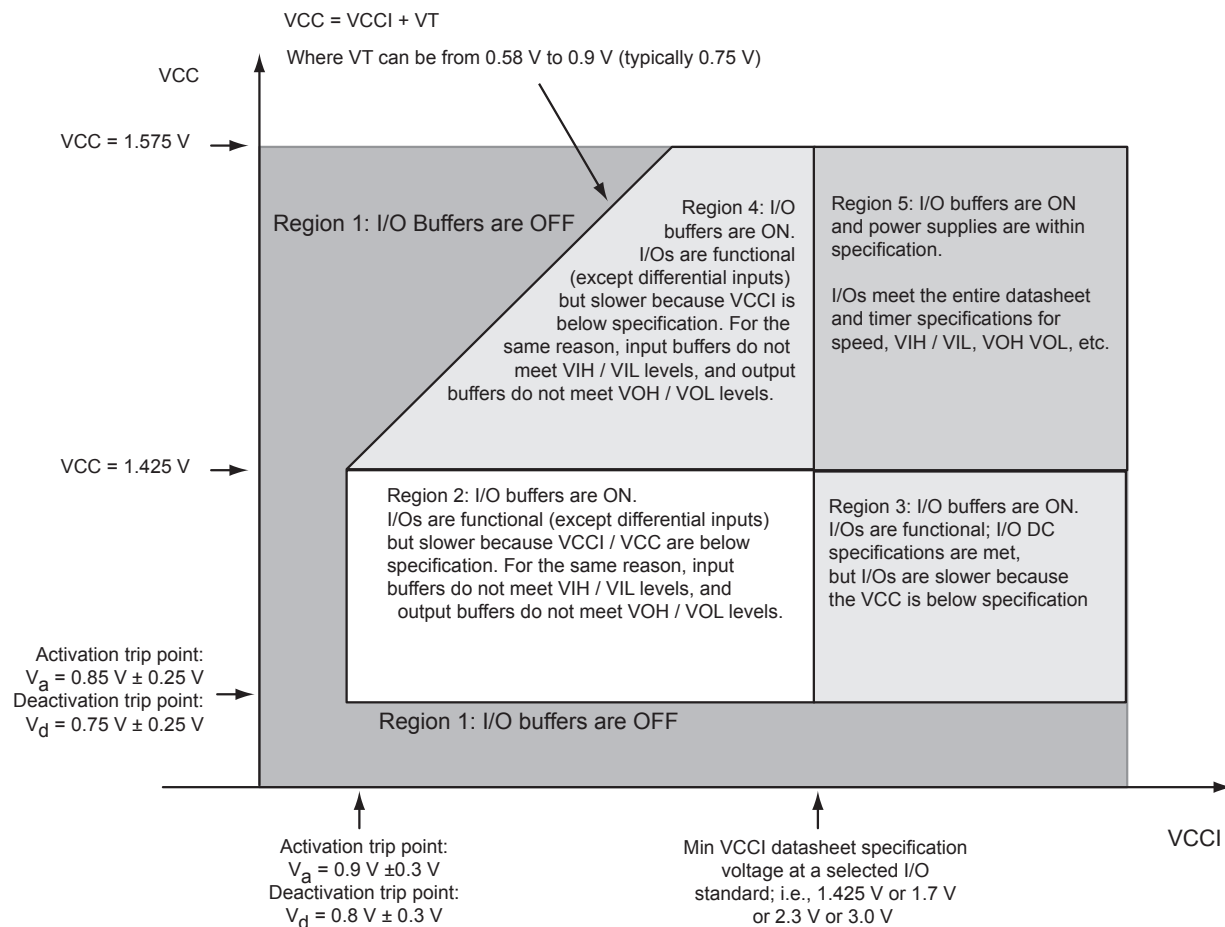 VCC = VCCI + VT
Where VT can be from 0.58 V to 0.9 V (typically 0.75 V)
VCC
VCC = 1.575 V
Region 1: I/O Buffers are OFF
Region 4: I/O
buffers are ON.
I/Os are functional
(except differential inputs)
but slower because VCCI is
below specification. For the
same reason, input buffers do not
meet VIH / VIL levels, and output
buffers do not meet VOH / VOL levels.
Region 5: I/O buffers are ON
and power supplies are within
specification.
I/Os meet the entire datasheet
and timer specifications for
speed, VIH / VIL, VOH VOL, etc.
VCC = 1.425 V
Region 2: I/O buffers are ON.
I/Os are functional (except differential inputs)
but slower because VCCI / VCC are below
specification. For the same reason, input
buffers do not meet VIH / VIL levels, and
output buffers do not meet VOH / VOL levels.
Region 3: I/O buffers are ON.
I/Os are functional; I/O DC
specifications are met,
but I/Os are slower because
the VCC is below specification
Activation trip point:
Va = 0.85 V ± 0.25 V
Deactivation trip point:
Vd = 0.75 V ± 0.25 V
Region 1: I/O buffers are OFF
VCCI
Activation trip point:
Va = 0.9 V ±0.3 V
Deactivation trip point:
Vd = 0.8 V ± 0.3 V
Min VCCI datasheet specification
voltage at a selected I/O
standard; i.e., 1.425 V or 1.7 V
or 2.3 V or 3.0 V